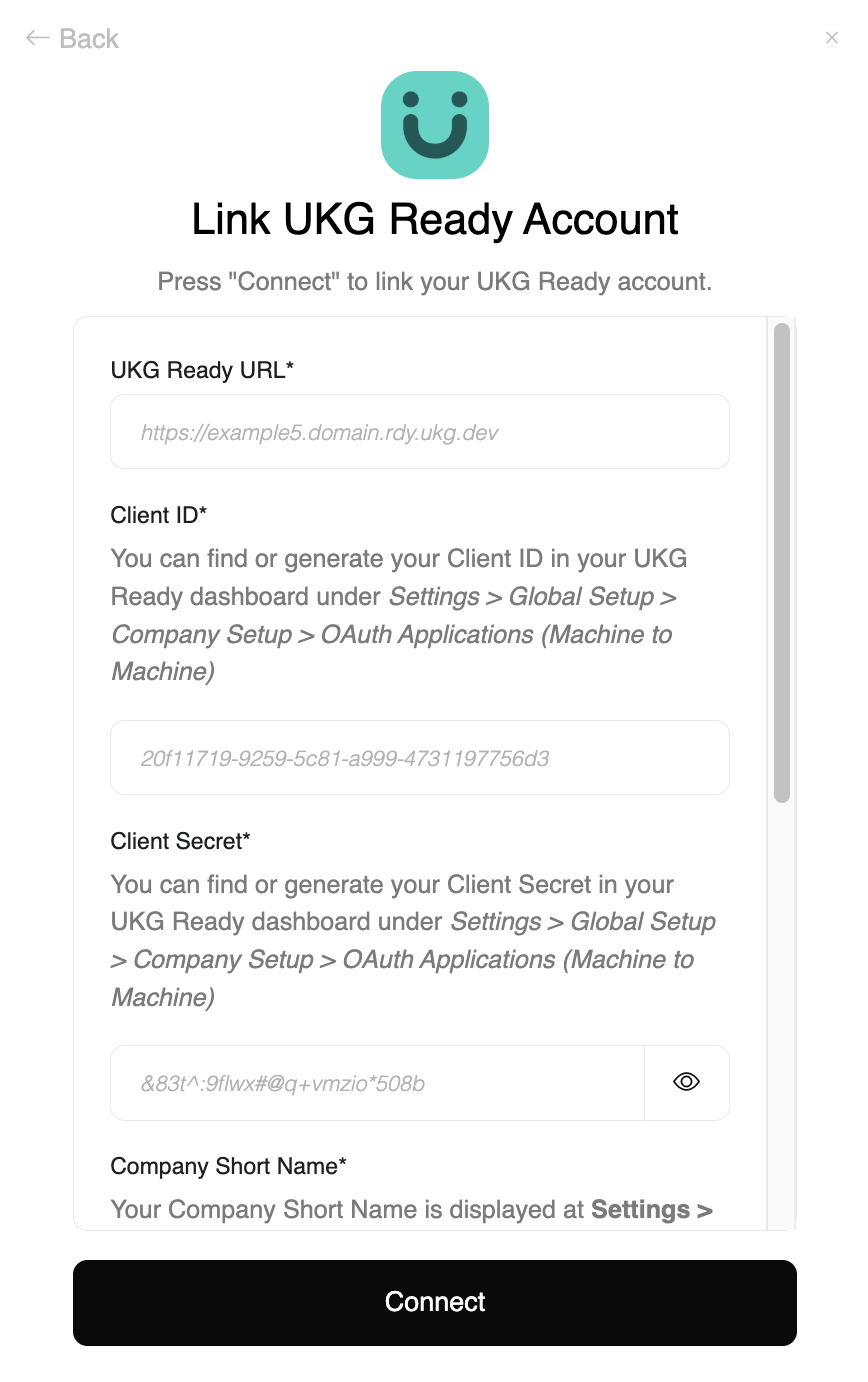 ← Back
×
Link UKG Ready Account
Press "Connect" to link your UKG Ready account.
UKG Ready URL*
https://example5.domain.rdy.ukg.dev
Client ID*
You can find or generate your Client ID in your UKG
Ready dashboard under Settings > Global Setup >
Company Setup > OAuth Applications (Machine to
Machine)
20f11719-9259-5c81-a999-4731197756d3
Client Secret*
You can find or generate your Client Secret in your
UKG Ready dashboard under Settings > Global Setup
> Company Setup > OAuth Applications (Machine to
Machine)
&83t^:9flwx#@q+vmzio*508b
Company Short Name*
Your Company Short Name is displayed at Settings >
Connect